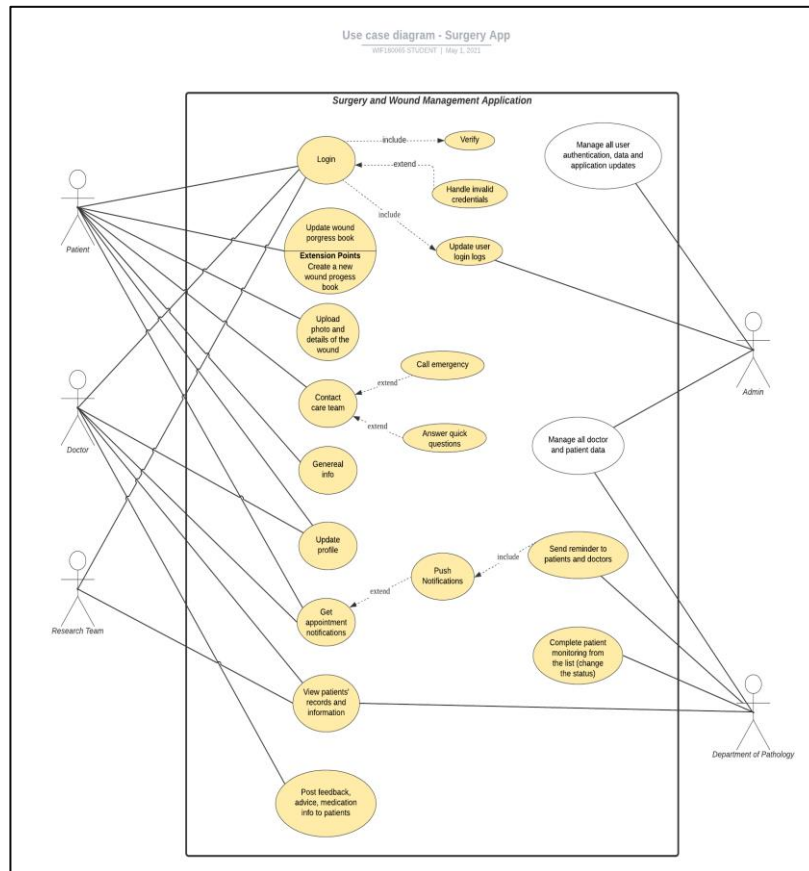 Use case diagram - Surgery App
WIF180065 STUDENT | May 1, 2021
Surgery and Wound Management Application
include
Verify
Login
extend
Handle invalid
credentials
include
Update user
login logs
Manage all user
authentication, data and
application updates
Patient
Update wound
porgress book
Extension Points
Create a new
wound progess
book
Upload
photo and
details of the
wound
Call emergency
extend
Contact
care team
extend
Answer quick
questions
Admin
Doctor
Manage all doctor
and patient data
Genereal
info
Update
profile
Send reminder to
patients and doctors
include
Push
Notifications
extend
Get
appointment
notifications
Research Team
Complete patient
monitoring from
the list (change
the status)
View patients'
records and
information
Department of Pathology
Post feedback,
advice, medication
info to patients